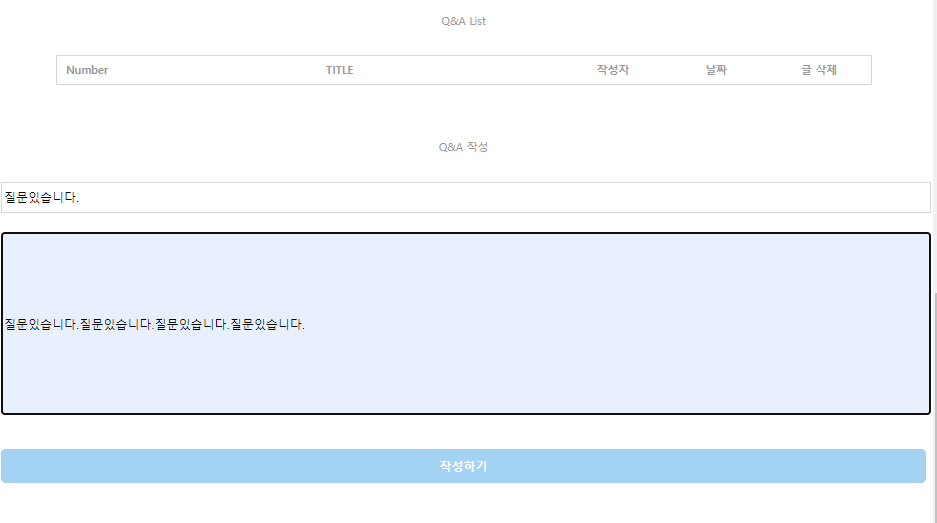 Q&A List
Number TITLE 작성자 날짜 글 삭제
Q&A 작성
질문있습니다.
질문있습니다.질문있습니다.질문있습니다.질문있습니다.
작성하기